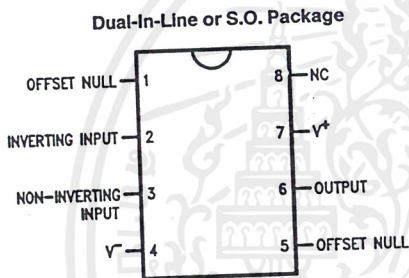 Dual-In-Line or S.O. Package
OFFSET NULL 1
8 NC
INVERTING INPUT 2
7 V+
NON-INVERTING INPUT 3
6 OUTPUT
V- 4
5 OFFSET NULL